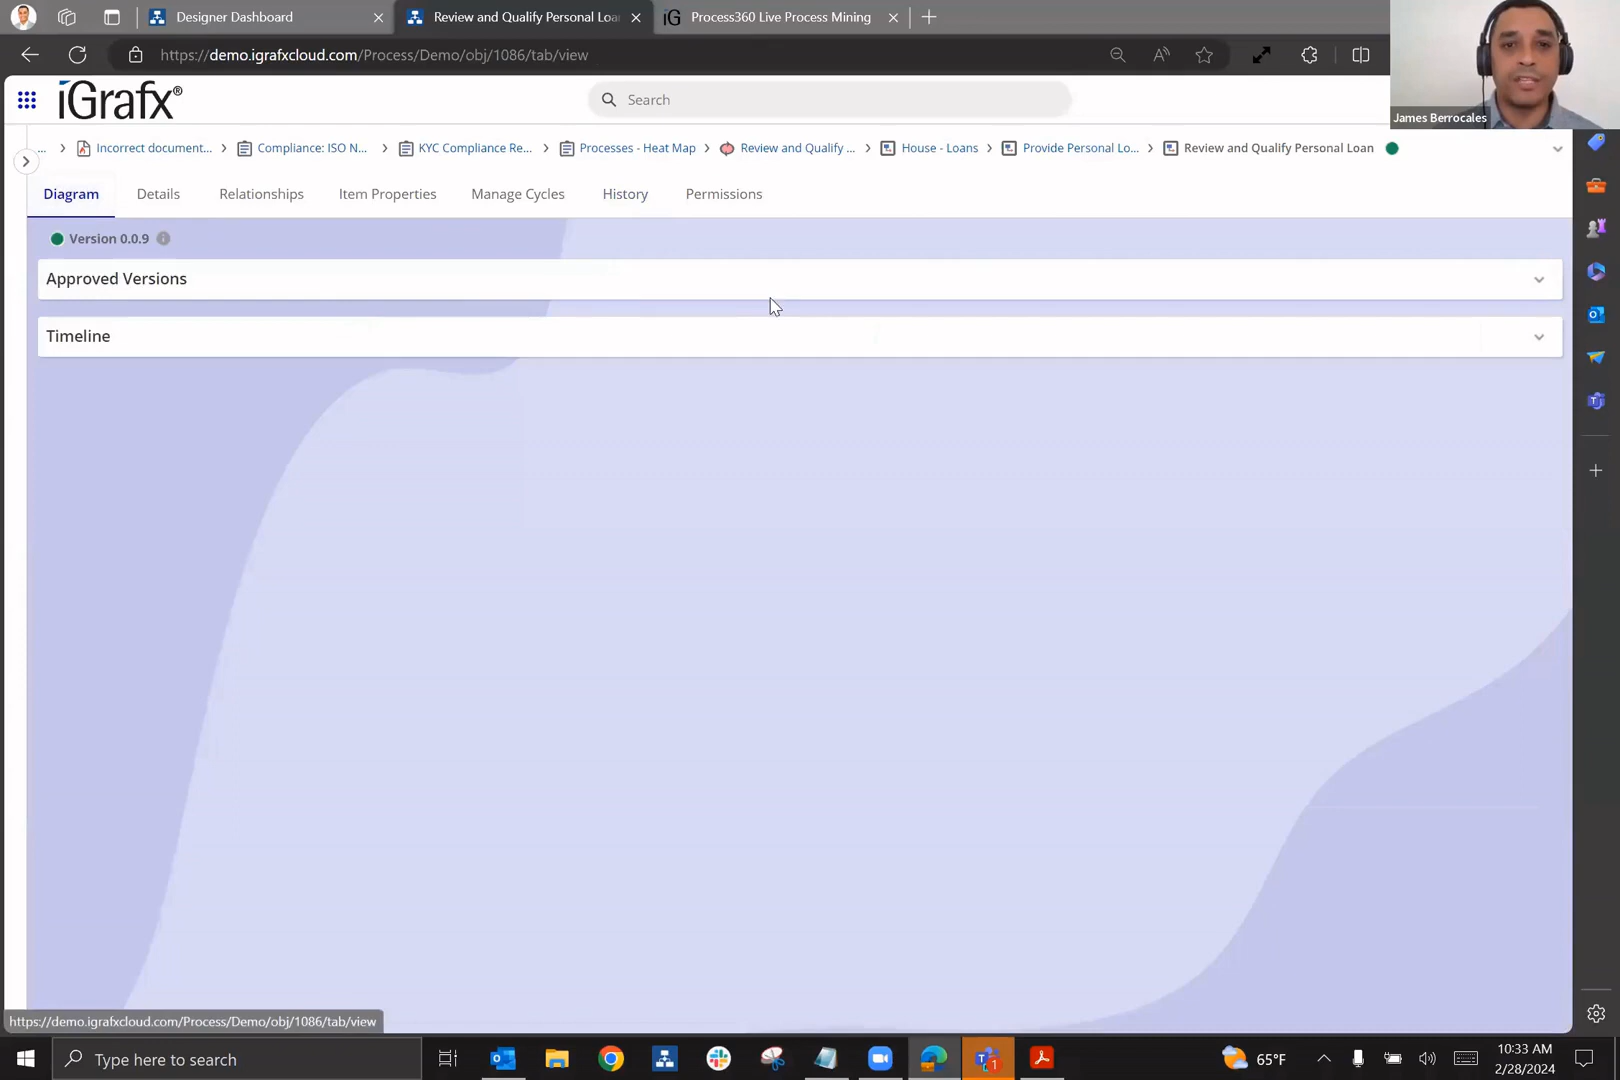 Designer Dashboard
Review and Qualify Personal Loa
iG Process360 Live Process Mining
https://demo.igrafxcloud.com/Process/Demo/obj/1086/tab/view
iGrafx®
Search
James Berrocales
... Incorrect document... Compliance: ISO N... KYC Compliance Re... Processes - Heat Map Review and Qualify ... House - Loans Provide Personal Lo... Review and Qualify Personal Loan
Diagram Details Relationships Item Properties Manage Cycles History Permissions
Version 0.0.9
Approved Versions
Timeline
https://demo.igrafxcloud.com/Process/Demo/obj/1086/tab/view
Type here to search
1
65°F
10:33 AM
2/28/2024